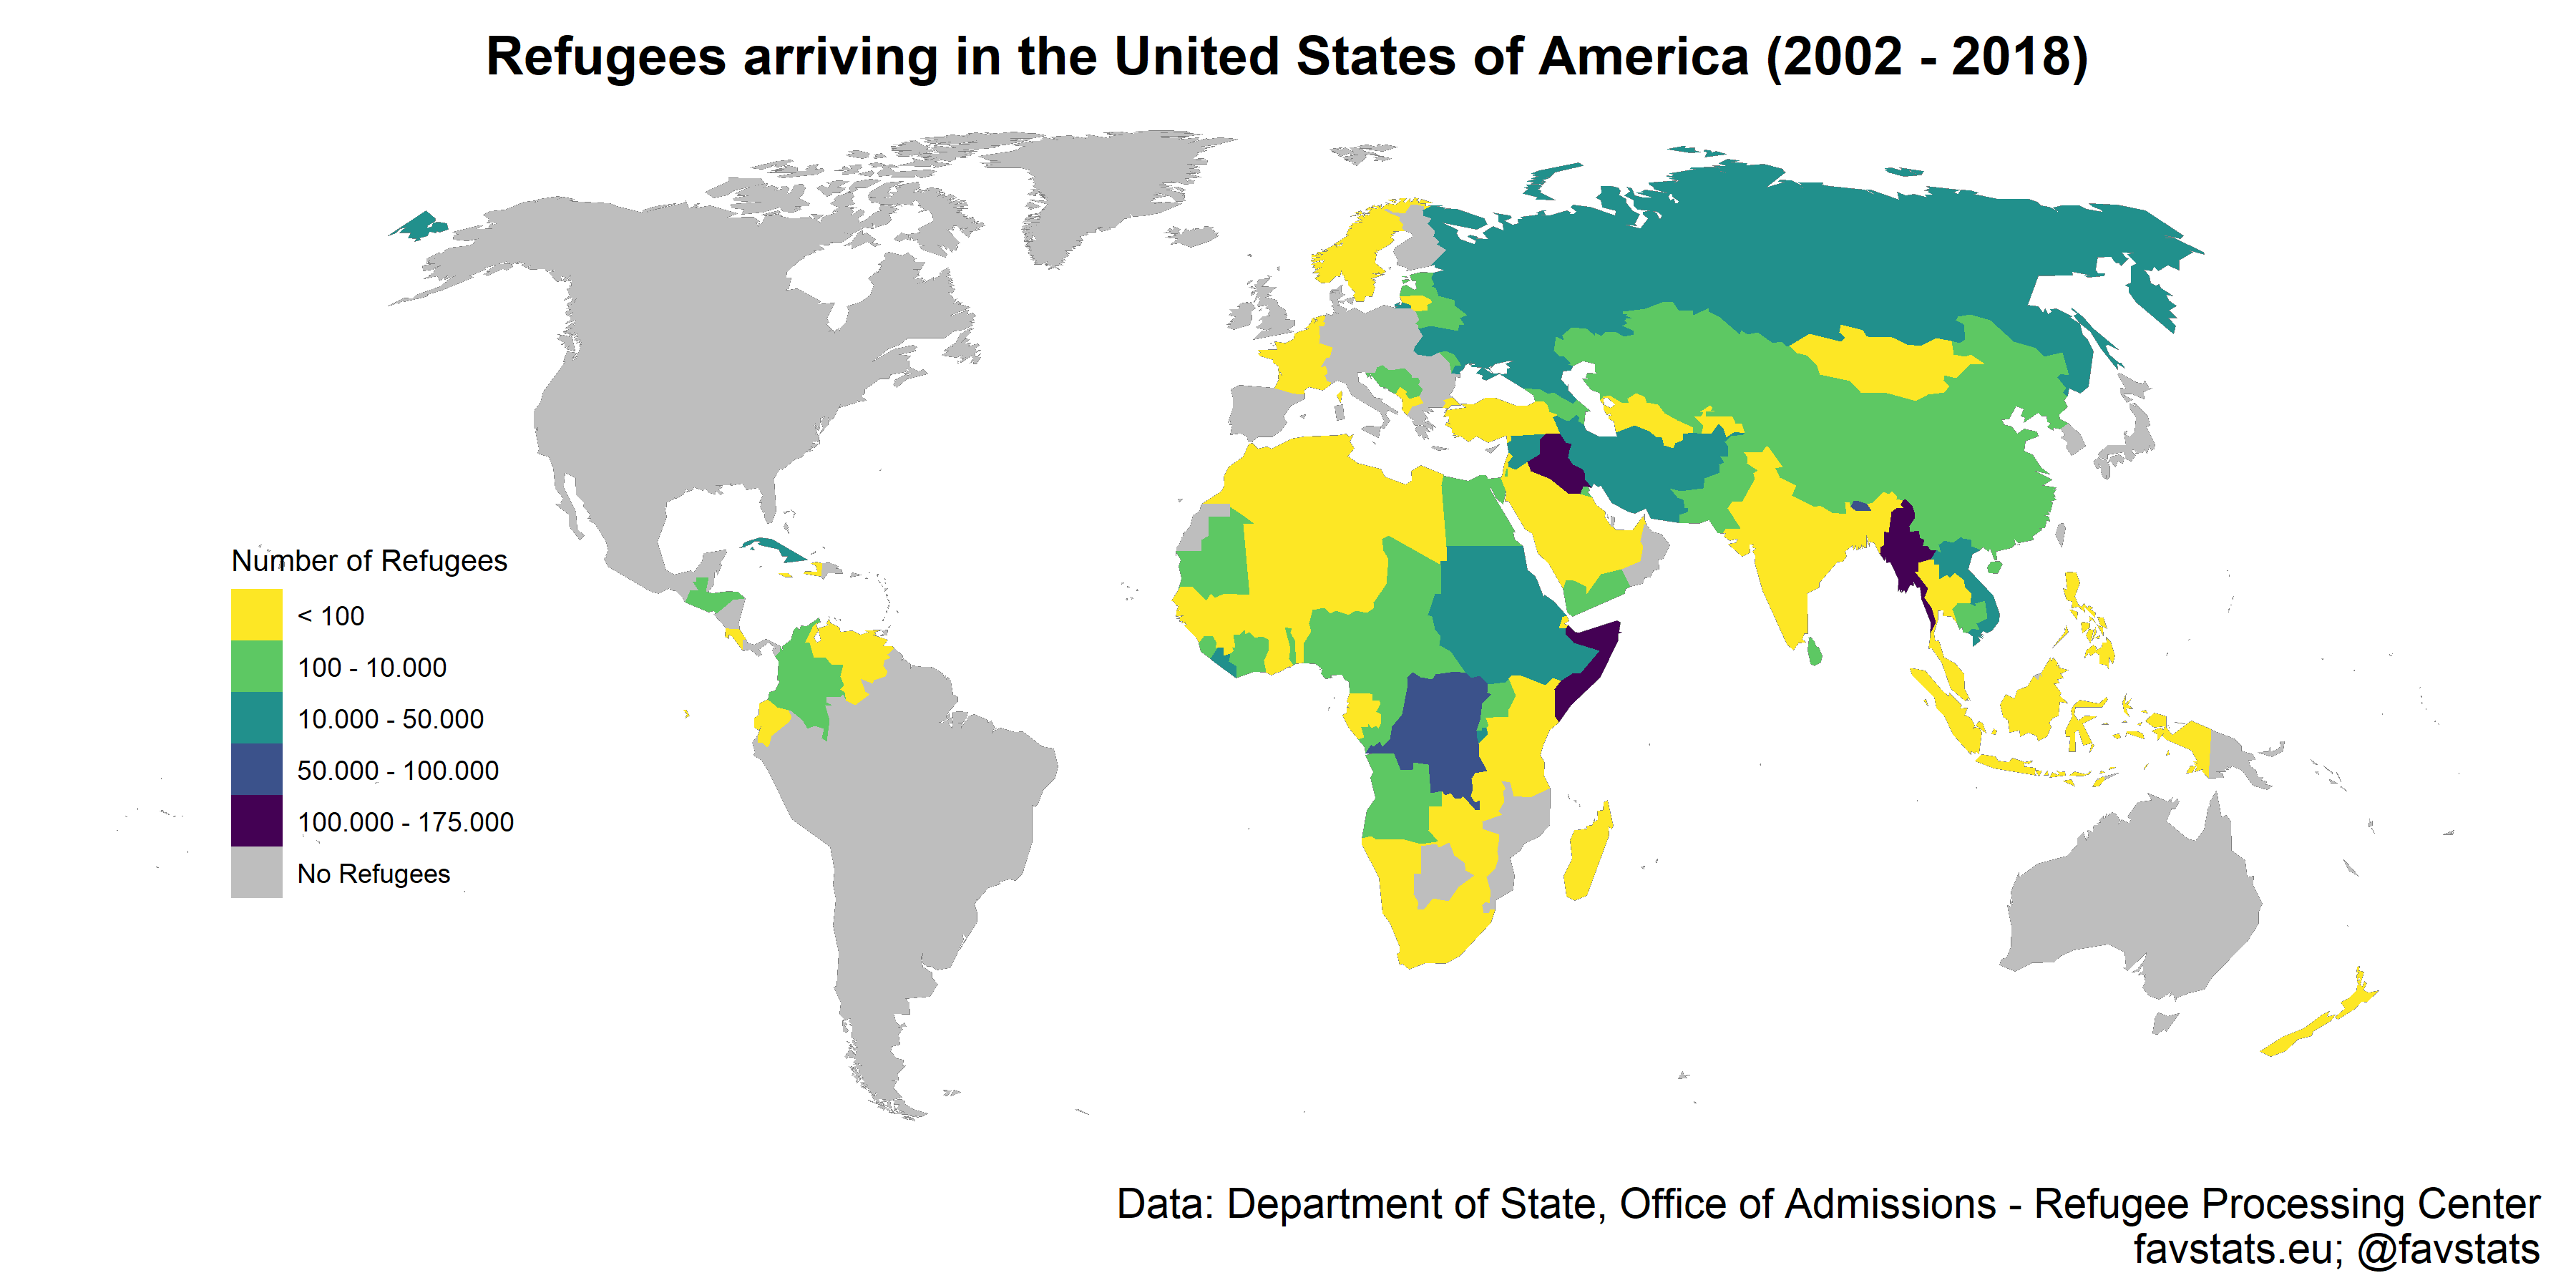 Refugees arriving in the United States of America (2002 - 2018)
Number of Refugees
< 100
100 - 10.000
10.000 - 50.000
50.000 - 100.000
100.000 - 175.000
No Refugees
Data: Department of State, Office of Admissions - Refugee Processing Center
favstats.eu; @favstats